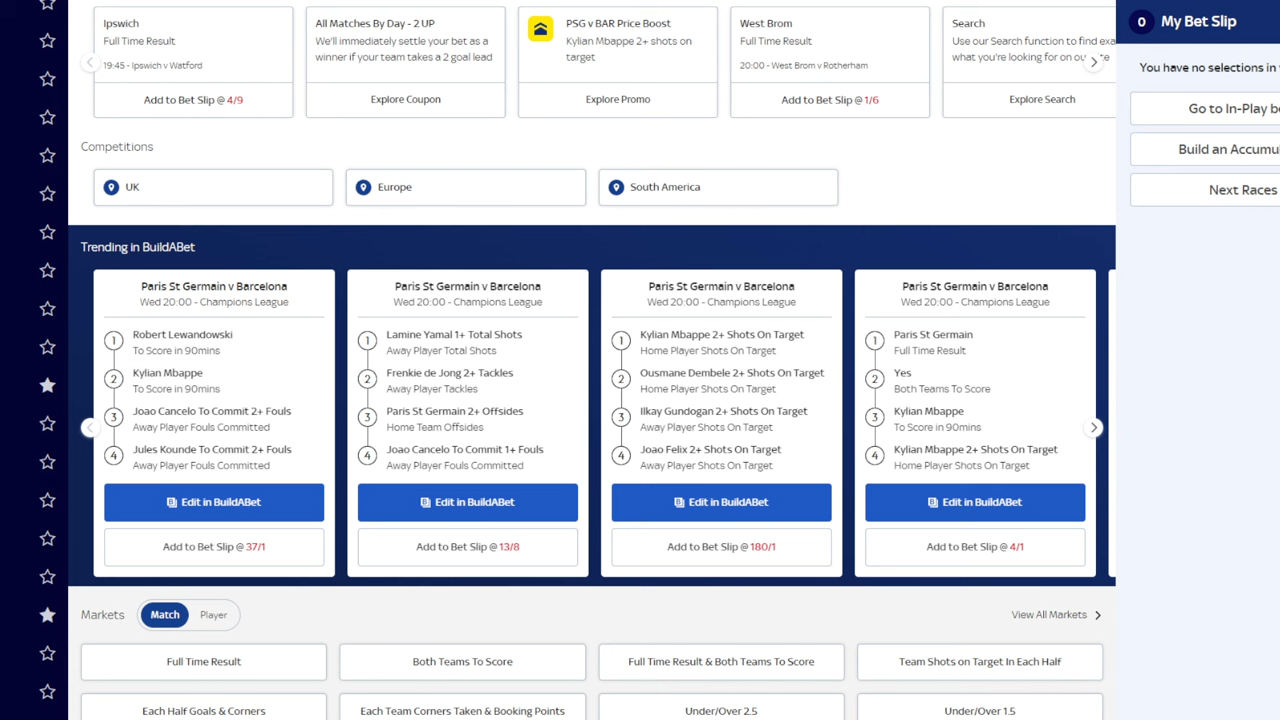 Ipswich
Full Time Result
19:45 - Ipswich v Watford
Add to Bet Slip @ 4/9
All Matches By Day - 2 UP
We'll immediately settle your bet as a
winner if your team takes a 2 goal lead
Explore Coupon
PSG v BAR Price Boost
Kylian Mbappe 2+ shots on
target
Explore Promo
West Brom
Full Time Result
20:00 - West Brom v Rotherham
Add to Bet Slip @ 1/6
Search
Use our Search function to find exa
what you're looking for on ou
Explore Search
0 My Bet Slip
You have no selections in
Go to In-Play be
Build an Accumu
Next Races
Competitions
UK
Europe
South America
Trending in BuildABet
Paris St Germain v Barcelona
Wed 20:00 - Champions League
1 Robert Lewandowski
To Score in 90mins
2 Kylian Mbappe
To Score in 90mins
3 Joao Cancelo To Commit 2+ Fouls
Away Player Fouls Committed
4 Jules Kounde To Commit 2+ Fouls
Away Player Fouls Committed
Edit in BuildABet
Add to Bet Slip @ 37/1
Paris St Germain v Barcelona
Wed 20:00 - Champions League
1 Lamine Yamal 1+ Total Shots
Away Player Total Shots
2 Frenkie de Jong 2+ Tackles
Away Player Tackles
3 Paris St Germain 2+ Offsides
Home Team Offsides
4 Joao Cancelo To Commit 1+ Fouls
Away Player Fouls Committed
Edit in BuildABet
Add to Bet Slip @ 13/8
Paris St Germain v Barcelona
Wed 20:00 - Champions League
1 Kylian Mbappe 2+ Shots On Target
Home Player Shots On Target
2 Ousmane Dembele 2+ Shots On Target
Home Player Shots On Target
3 Ilkay Gundogan 2+ Shots On Target
Away Player Shots On Target
4 Joao Felix 2+ Shots On Target
Away Player Shots On Target
Edit in BuildABet
Add to Bet Slip @ 180/1
Paris St Germain v Barcelona
Wed 20:00 - Champions League
1 Paris St Germain
Full Time Result
2 Yes
Both Teams To Score
3 Kylian Mbappe
To Score in 90mins
4 Kylian Mbappe 2+ Shots On Target
Home Player Shots On Target
Edit in BuildABet
Add to Bet Slip @ 4/1
Markets
Match
Player
View All Markets
Full Time Result
Both Teams To Score
Full Time Result & Both Teams To Score
Team Shots on Target In Each Half
Each Half Goals & Corners
Each Team Corners Taken & Booking Points
Under/Over 2.5
Under/Over 1.5